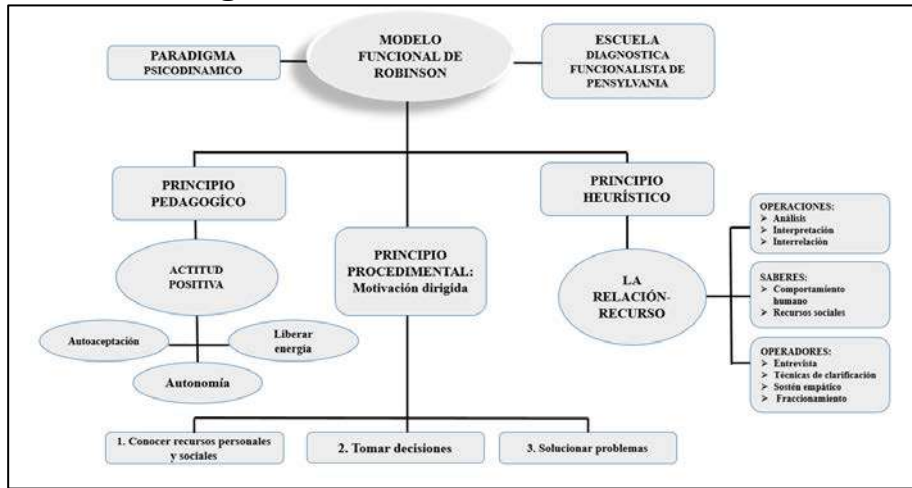 MODELO
FUNCIONAL DE
ROBINSON
PARADIGMA
PSICODINAMICO
ESCUELA
DIAGNOSTICA
FUNCIONALISTA DE
PENSYLVANIA
PRINCIPIO
PEDAGOGÍCO
ACTITUD
POSITIVA
Autoaceptación
Liberar
energía
Autonomía
PRINCIPIO
PROCEDIMENTAL:
Motivación dirigida
1. Conocer recursos personales
y sociales
2. Tomar decisiones
3. Solucionar problemas
PRINCIPIO
HEURÍSTICO
LA
RELACIÓN-
RECURSO
OPERACIONES:
➤ Análisis
➤ Interpretación
➤ Interrelación
SABERES:
➤ Comportamiento
humano
➤ Recursos sociales
OPERADORES:
➤ Entrevista
➤ Técnicas de clarificación
➤ Sostén empático
➤ Fraccionamiento